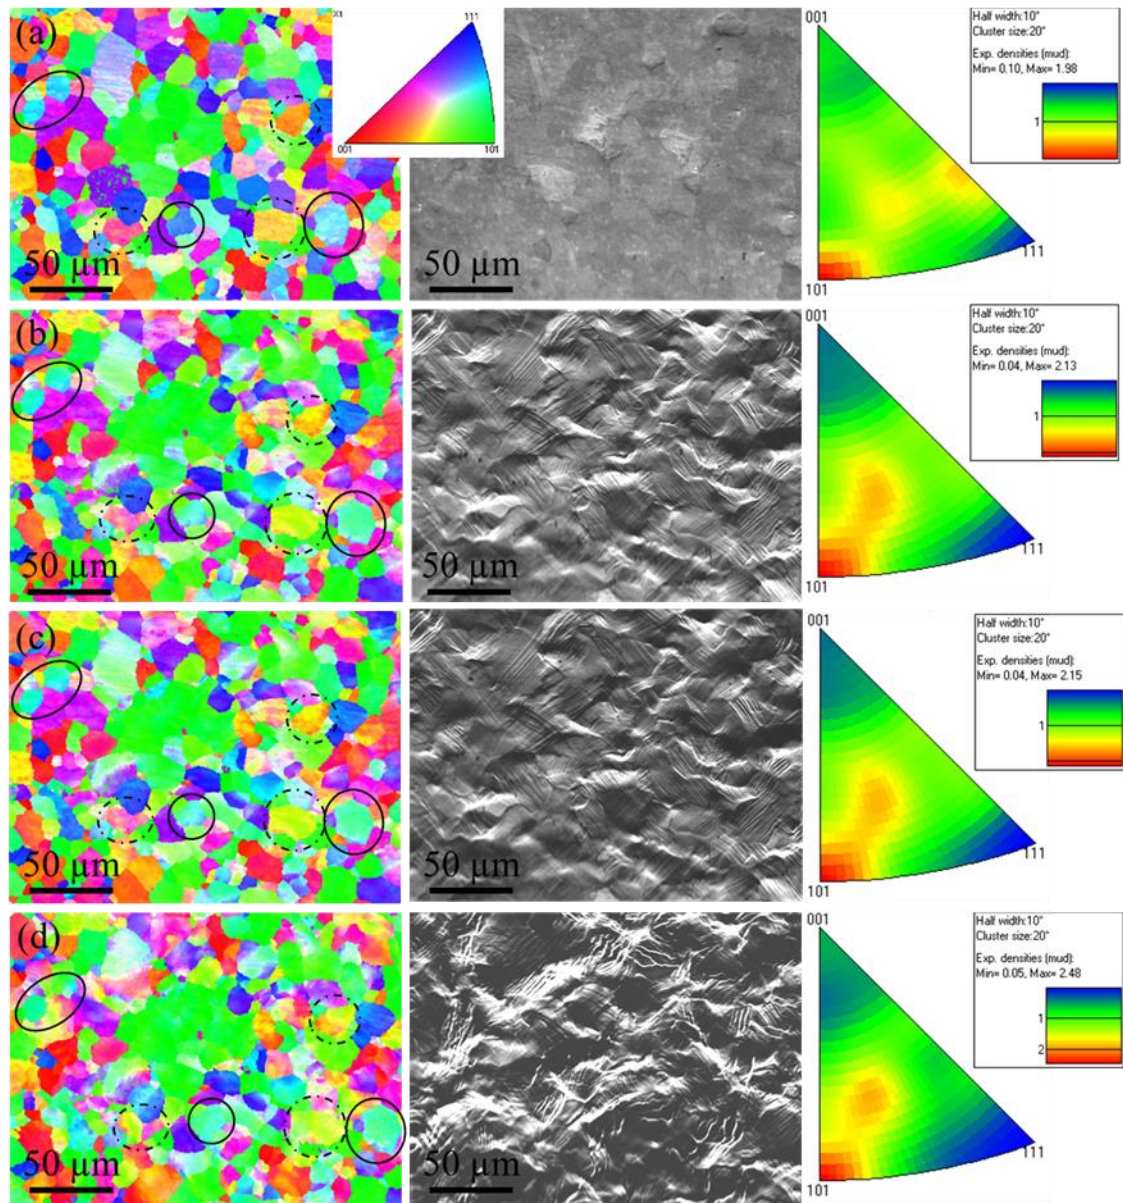 (a)
X1
111
001
101
50 µm
50 µm
001
101
111
Half width:10°
Cluster size:20°
Exp. densities (mud):
Min= 0.10, Max= 1.98
1
(b)
50 µm
50 µm
001
101
111
Half width:10°
Cluster size:20°
Exp. densities (mud):
Min= 0.04, Max= 2.13
1
(c)
50 µm
50 µm
001
101
111
Half width:10°
Cluster size:20°
Exp. densities (mud):
Min= 0.04, Max= 2.15
1
(d)
50 µm
50 µm
001
101
111
Half width:10°
Cluster size:20°
Exp. densities (mud):
Min= 0.05, Max= 2.48
1
2